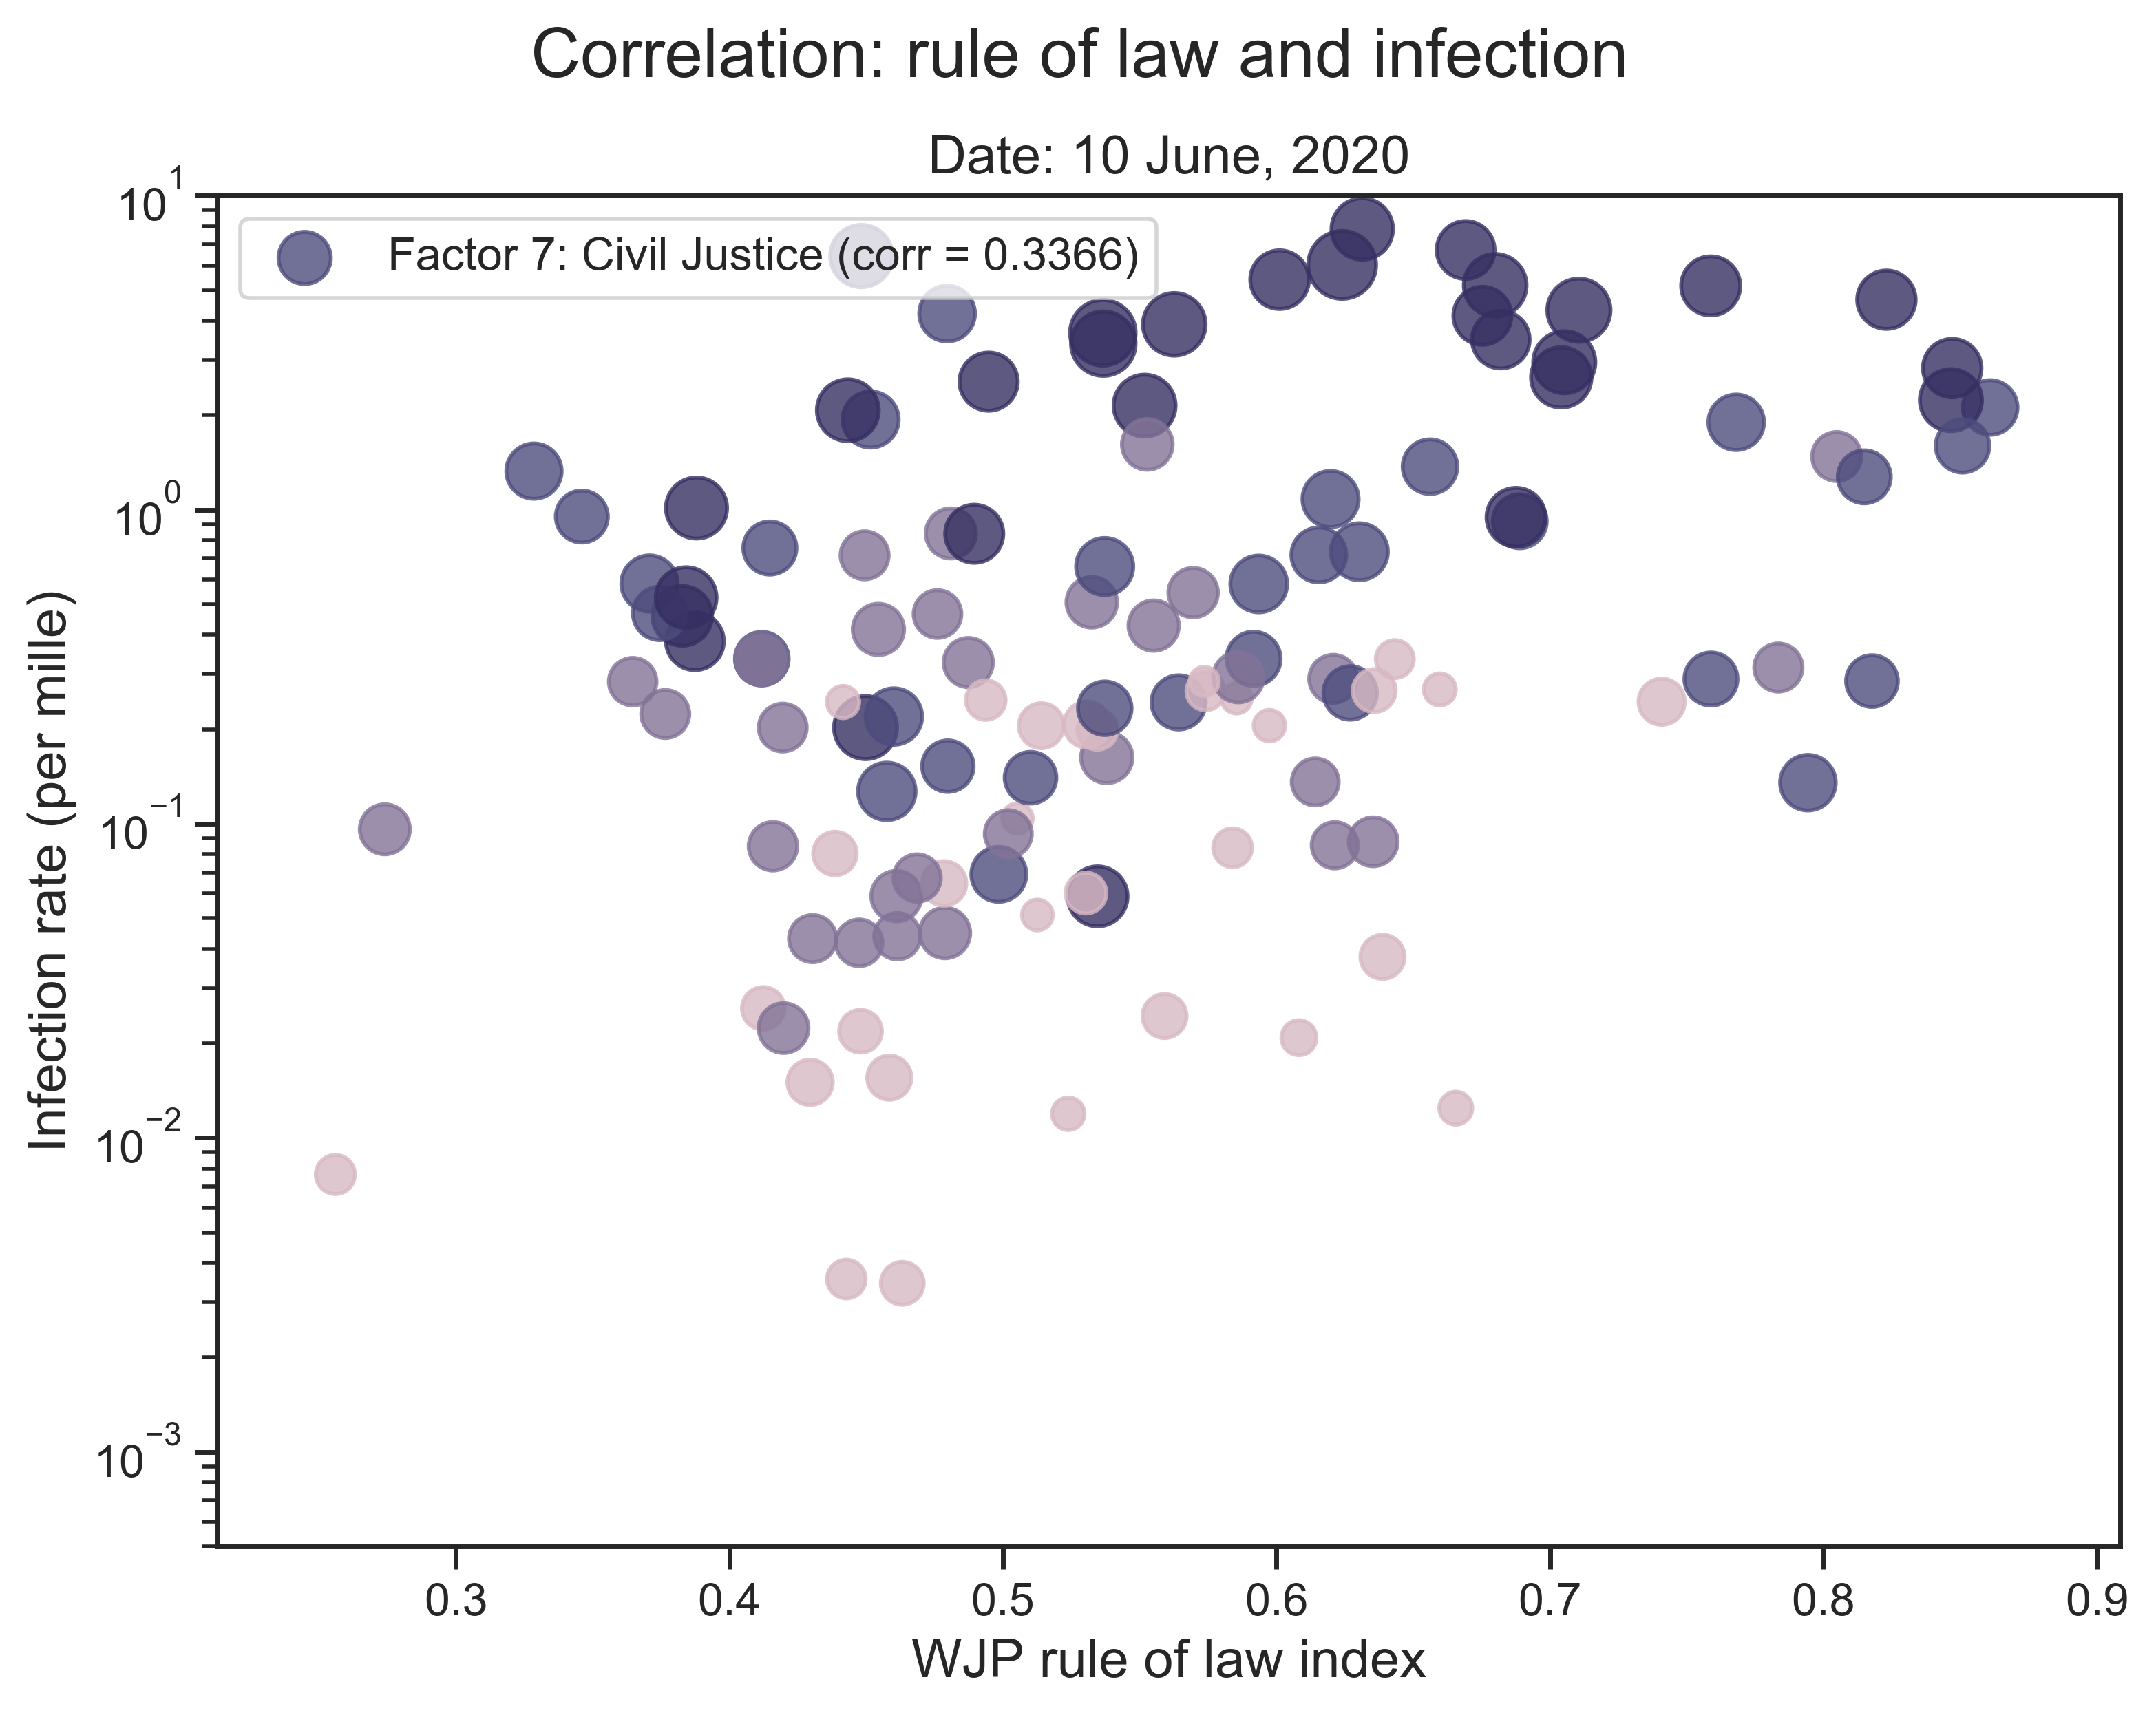 Correlation: rule of law and infection
Date: 10 June, 2020
Factor 7: Civil Justice (corr = 0.3366)
Infection rate (per mille)
10^1
10^0
10^−1
10^−2
10^−3
0.3 0.4 0.5 0.6 0.7 0.8 0.9
WJP rule of law index